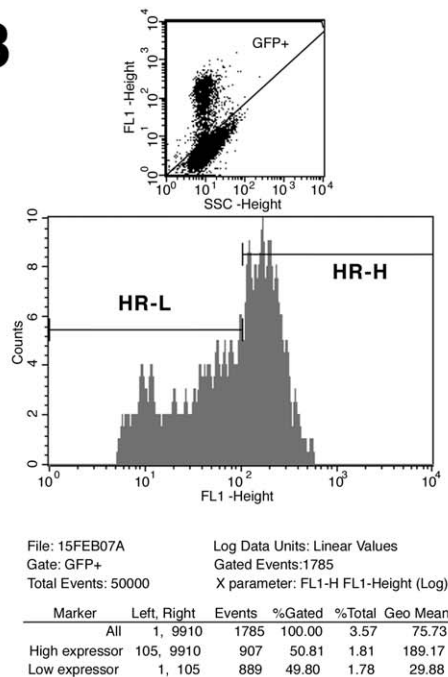 B
GFP+
10^4
10^3
10^2
10^1
10^0
FL1 -Height
10^0 10^1 10^2 10^3 10^4
SSC -Height
10
8
6
4
2
0
Counts
HR-L
HR-H
10^0 10^1 10^2 10^3 10^4
FL1 -Height
File: 15FEB07A Log Data Units: Linear Values
Gate: GFP+ Gated Events:1785
Total Events: 50000 X parameter: FL1-H FL1-Height (Log)
Marker Left, Right Events %Gated %Total Geo Mean
All 1, 9910 1785 100.00 3.57 75.73
High expressor 105, 9910 907 50.81 1.81 189.17
Low expressor 1, 105 889 49.80 1.78 29.88